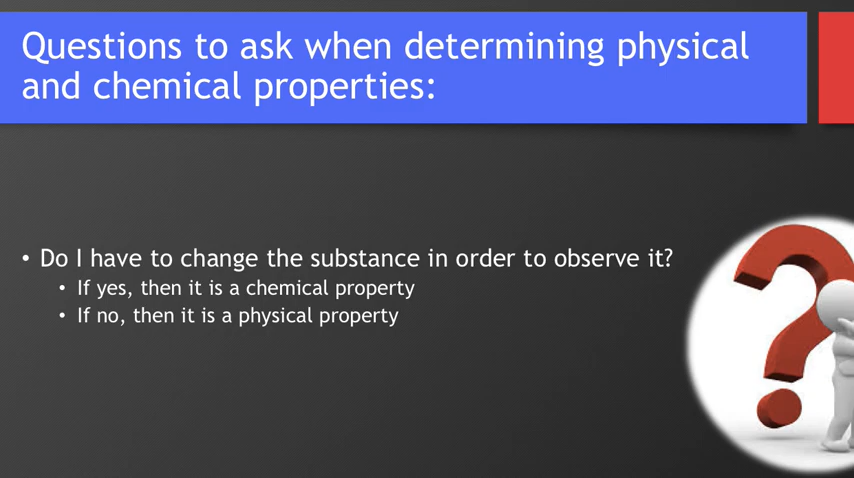 Questions to ask when determining physical
and chemical properties:
• Do I have to change the substance in order to observe it?
• If yes, then it is a chemical property
• If no, then it is a physical property